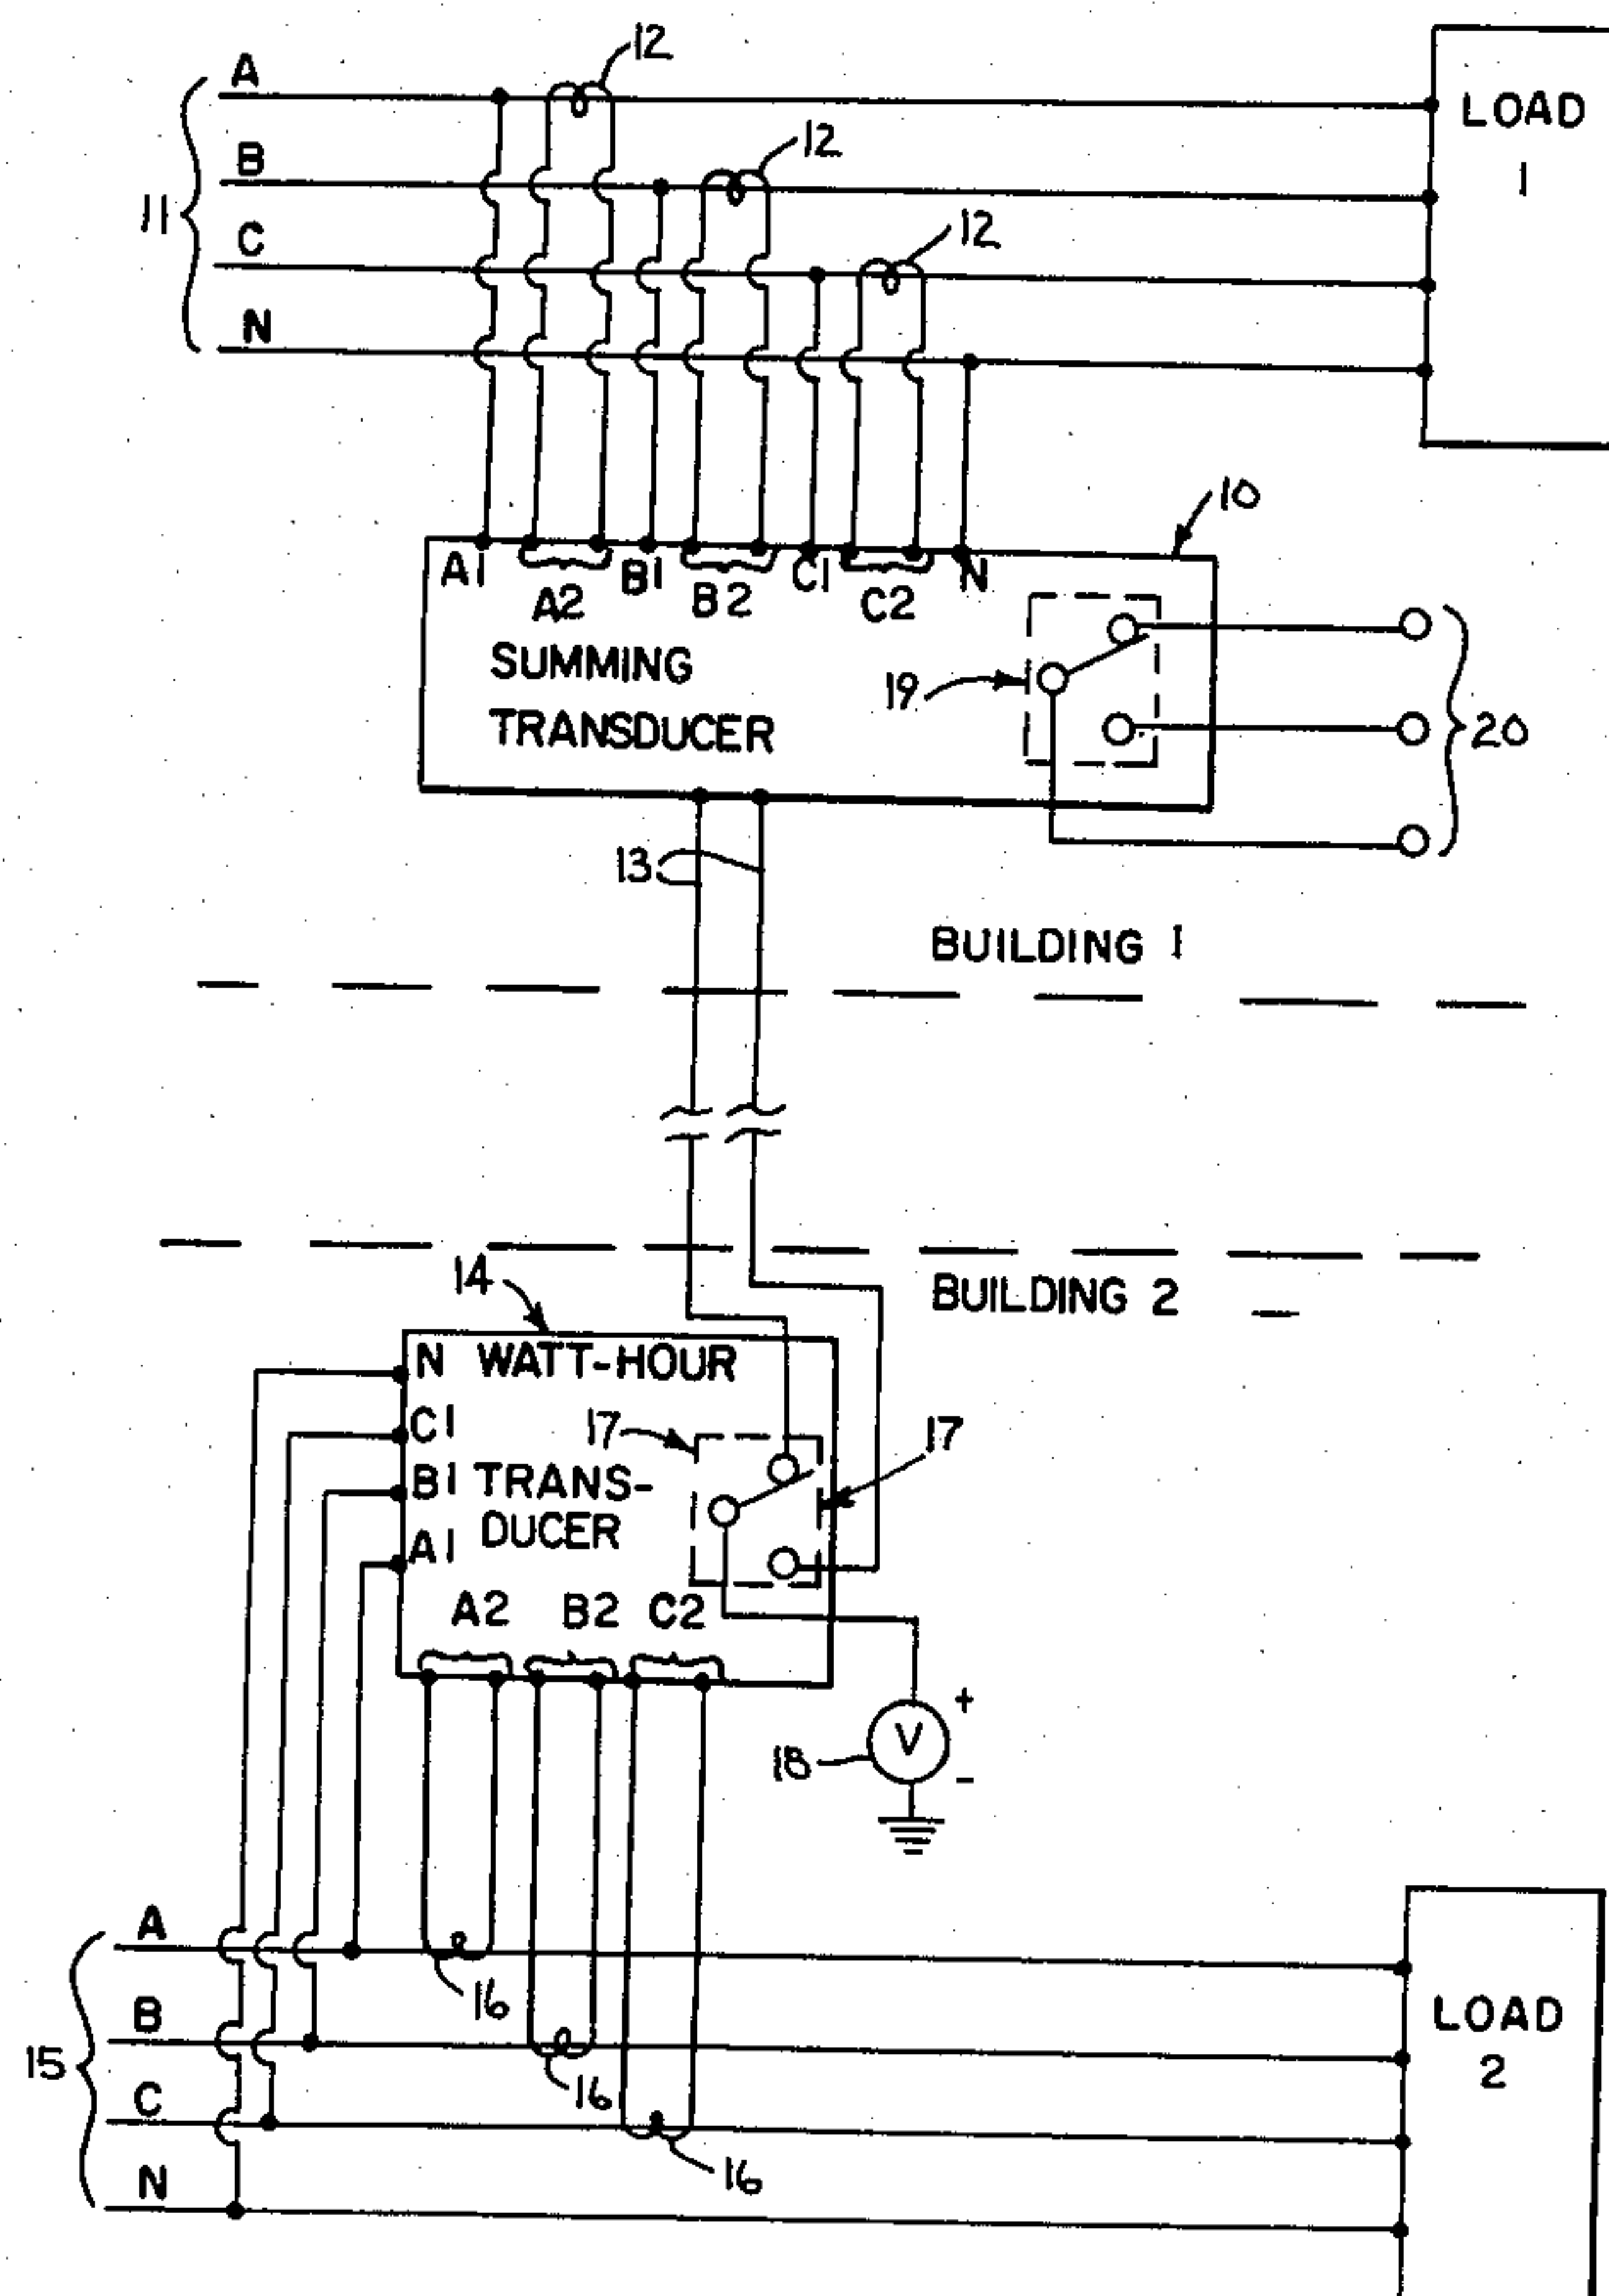 12
A
LOAD
1
B
12
11
C
12
N
10
A1
A2
B1
B2
C1
C2
N
SUMMING
19
TRANSDUCER
20
13
BUILDING 1
14
BUILDING 2
N WATT-HOUR
C1
17
17
B1 TRANS-
DUCER
A1
A2 B2 C2
+
V
18
-
A
16
B
LOAD
2
15
16
C
16
N